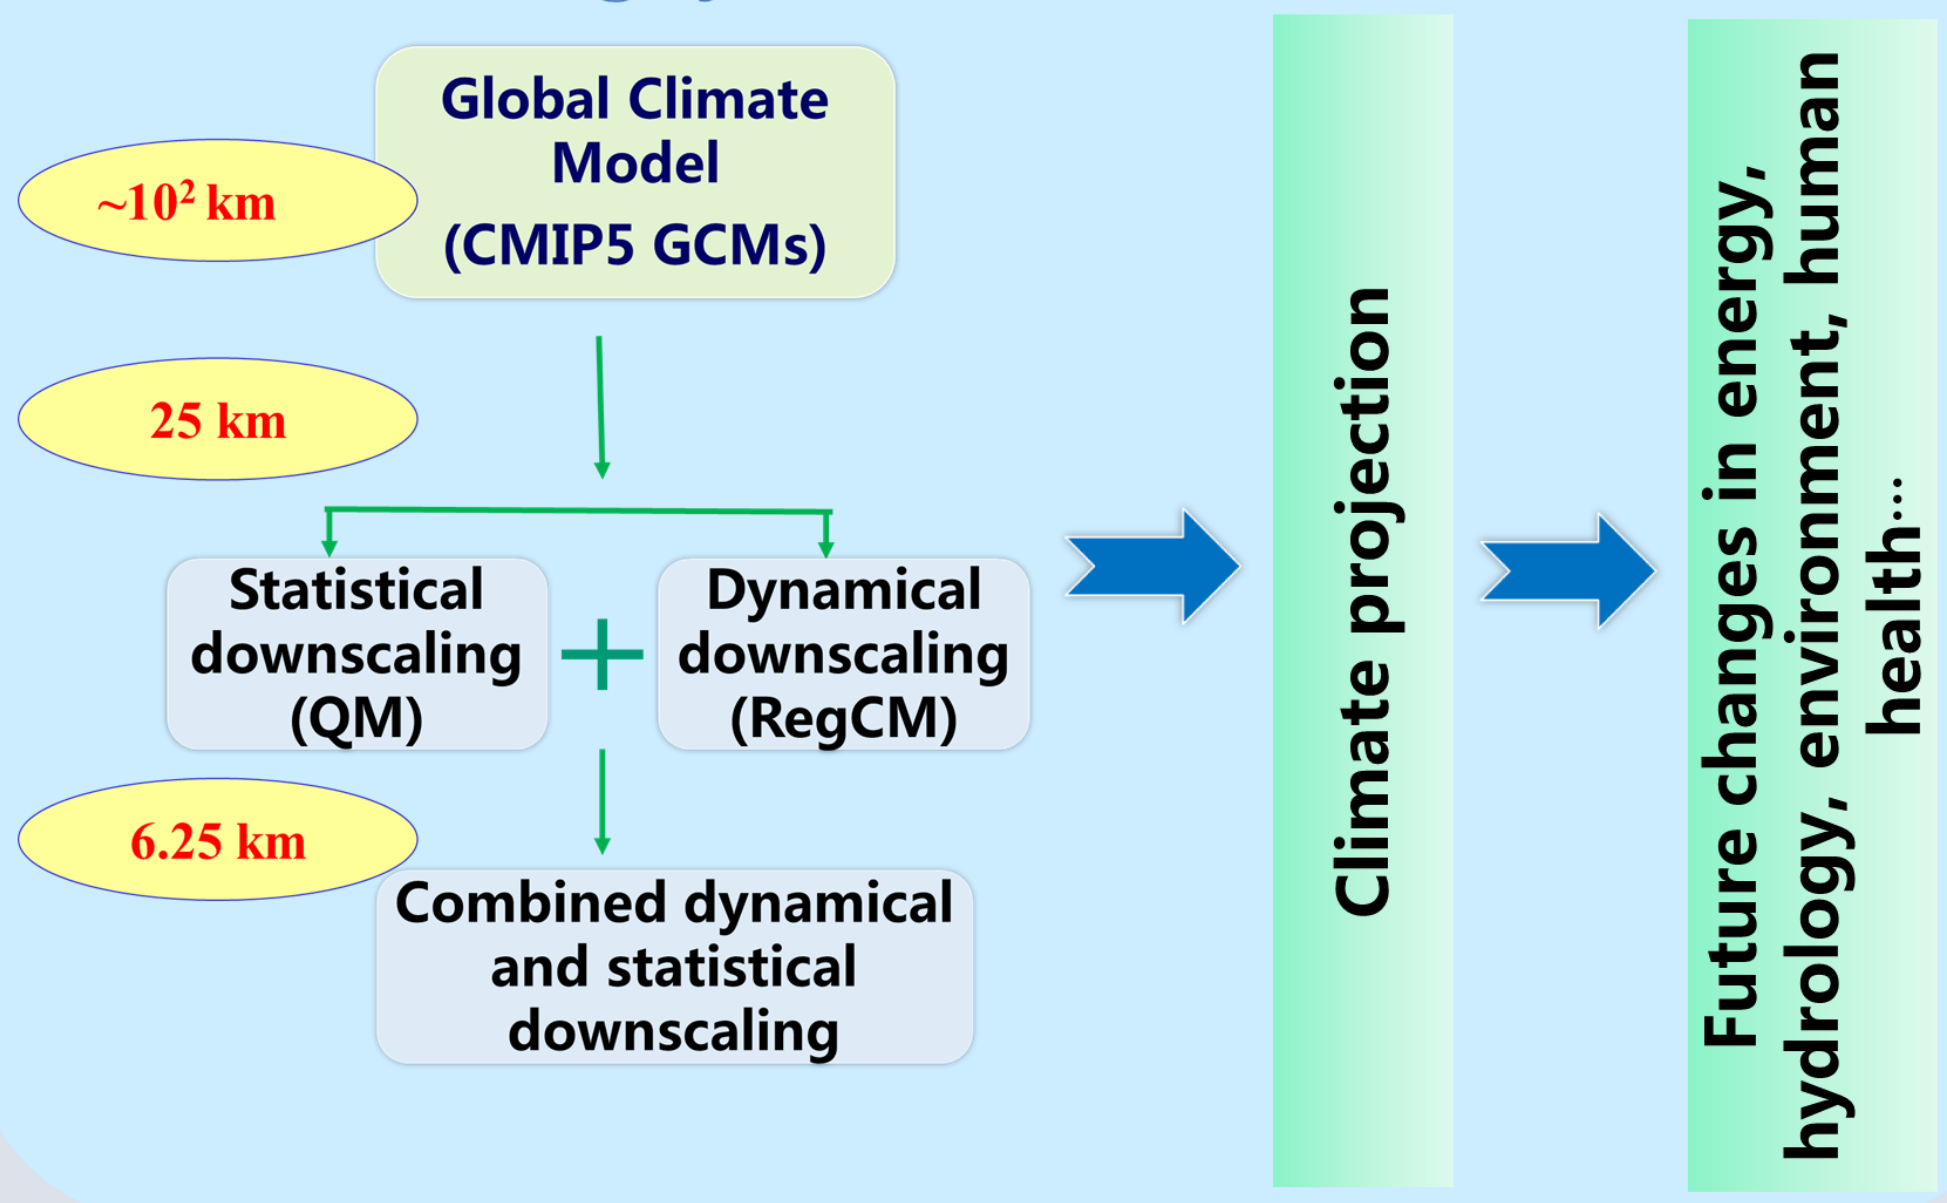 Global Climate
Model
(CMIP5 GCMs)
~10² km
25 km
Statistical
downscaling
(QM)
Dynamical
downscaling
(RegCM)
6.25 km
Combined dynamical
and statistical
downscaling
Climate projection
Future changes in energy,
hydrology, environment, human
health…